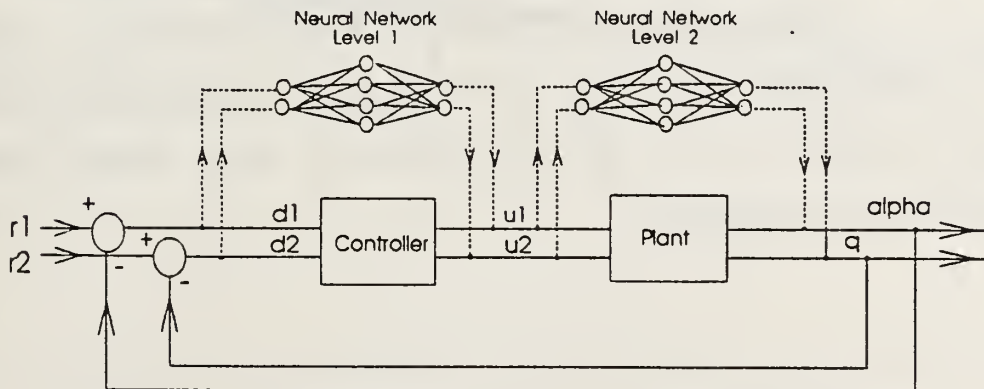 Neural Network
Level 1
Neural Network
Level 2
+
r1
d1
u1
alpha
+
r2
-
d2
Controller
u2
Plant
q
-